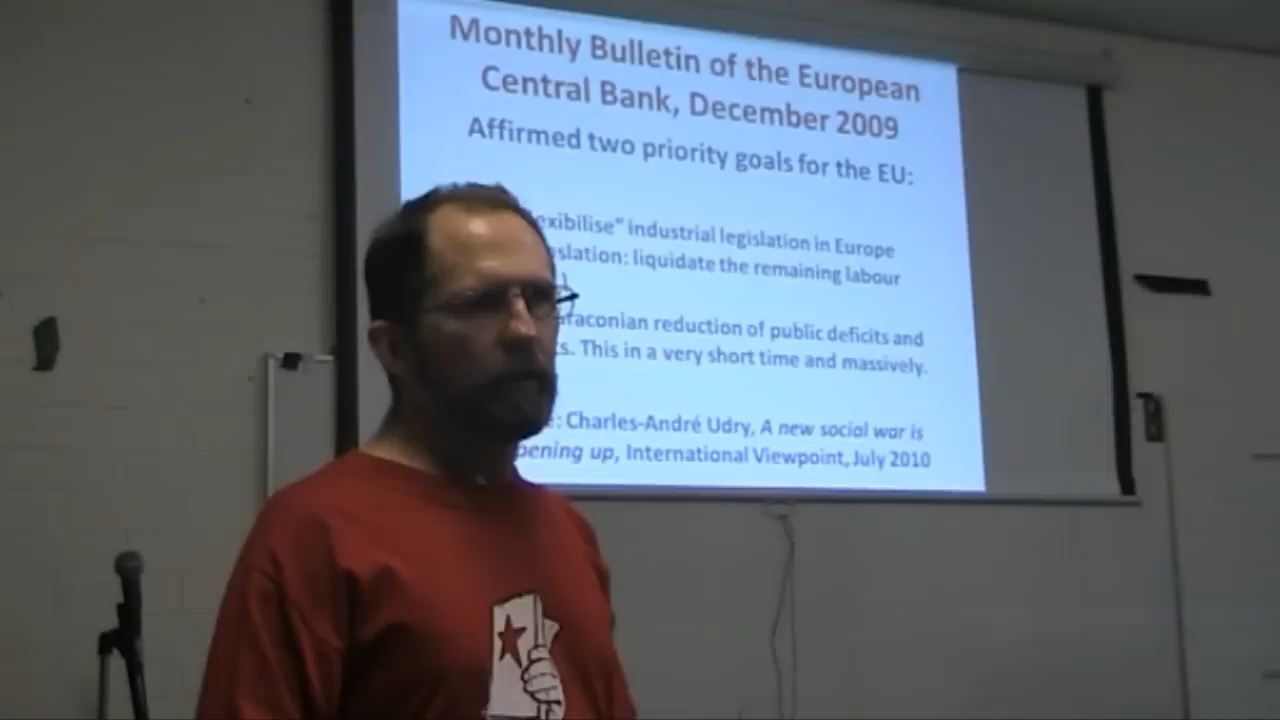 Monthly Bulletin of the European
Central Bank, December 2009
Affirmed two priority goals for the EU:
exibilise" industrial legislation in Europe
slation: liquidate the remaining labour
raconian reduction of public deficits and
s. This in a very short time and massively.
: Charles-André Udry, A new social war is
pening up, International Viewpoint, July 2010